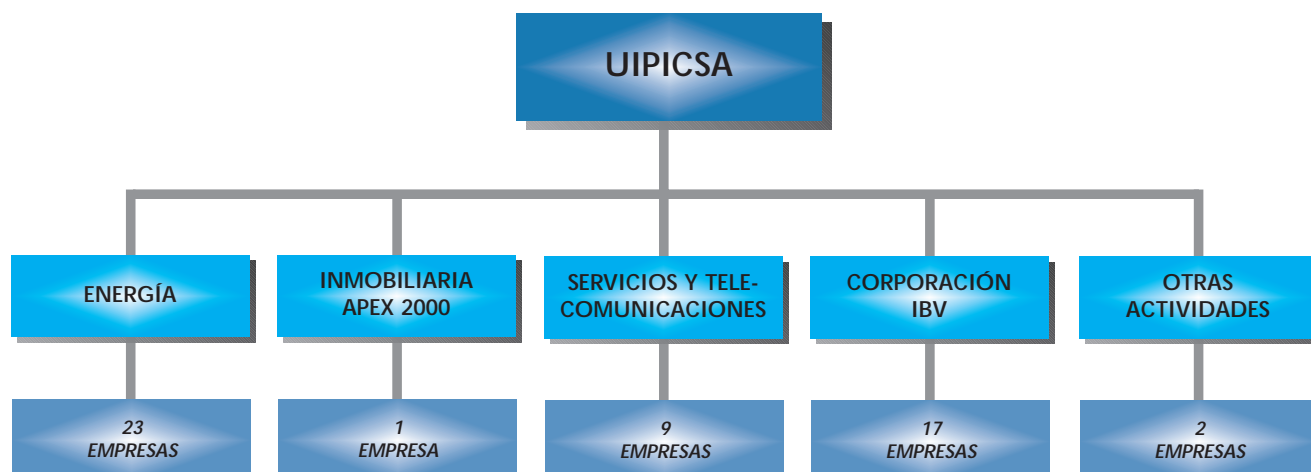 UIPICSA
ENERGÍA
INMOBILIARIA
APEX 2000
SERVICIOS Y TELE-
COMUNICACIONES
CORPORACIÓN
IBV
OTRAS
ACTIVIDADES
23
EMPRESAS
1
EMPRESA
9
EMPRESAS
17
EMPRESAS
2
EMPRESAS